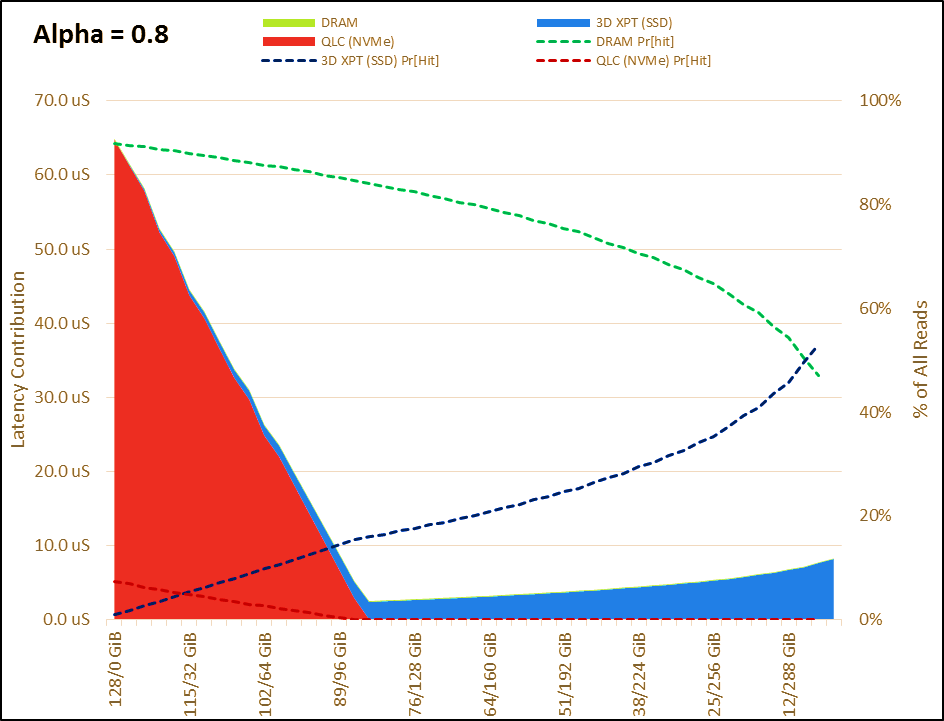 Alpha = 0.8
DRAM
3D XPT (SSD)
QLC (NVMe)
DRAM Pr[hit]
3D XPT (SSD) Pr[Hit]
QLC (NVMe) Pr[Hit]
70.0 uS
60.0 uS
50.0 uS
40.0 uS
30.0 uS
20.0 uS
10.0 uS
0.0 uS
Latency Contribution
100%
80%
60%
40%
20%
0%
% of All Reads
128/0 GiB
115/32 GiB
102/64 GiB
89/96 GiB
76/128 GiB
64/160 GiB
51/192 GiB
38/224 GiB
25/256 GiB
12/288 GiB